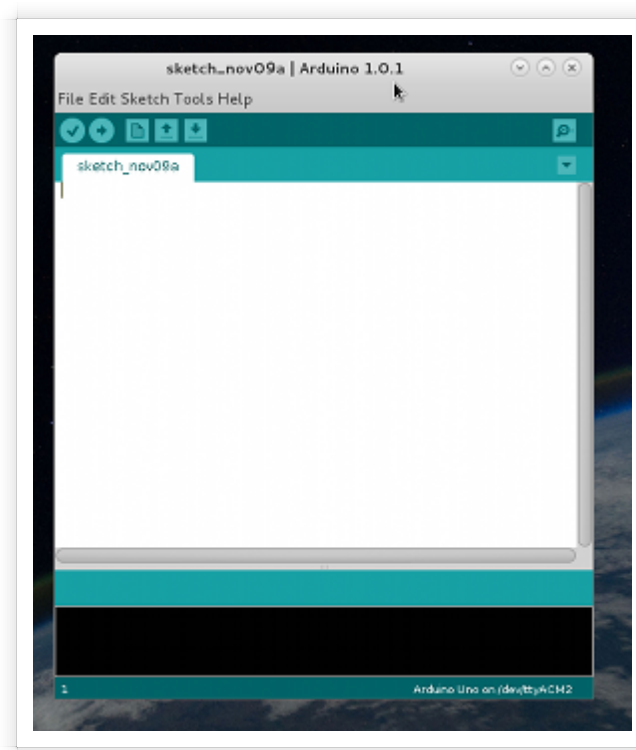 sketch_nov09a | Arduino 1.0.1
File Edit Sketch Tools Help
sketch_nov09a
1
Arduino Uno on /dev/ttyACM2